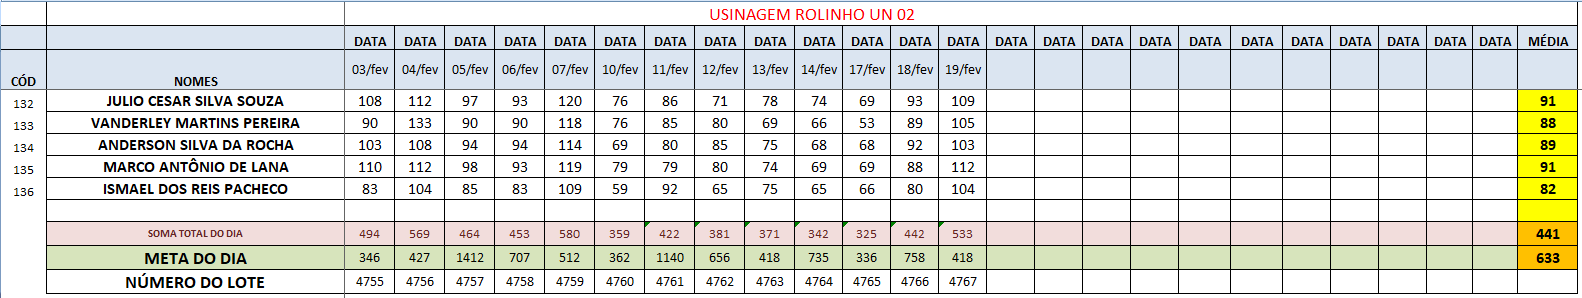 USINAGEM ROLINHO UN 02
DATA DATA DATA DATA DATA DATA DATA DATA DATA DATA DATA DATA DATA DATA DATA DATA DATA DATA DATA DATA DATA DATA DATA DATA MÉDIA
CÓD NOMES 03/fev 04/fev 05/fev 06/fev 07/fev 10/fev 11/fev 12/fev 13/fev 14/fev 17/fev 18/fev 19/fev
132 JULIO CESAR SILVA SOUZA 108 112 97 93 120 76 86 71 78 74 69 93 109 91
133 VANDERLEY MARTINS PEREIRA 90 133 90 90 118 76 85 80 69 66 53 89 105 88
134 ANDERSON SILVA DA ROCHA 103 108 94 94 114 69 80 85 75 68 68 92 103 89
135 MARCO ANTÔNIO DE LANA 110 112 98 93 119 79 79 80 74 69 69 88 112 91
136 ISMAEL DOS REIS PACHECO 83 104 85 83 109 59 92 65 75 65 66 80 104 82
SOMA TOTAL DO DIA 494 569 464 453 580 359 422 381 371 342 325 442 533 441
META DO DIA 346 427 1412 707 512 362 1140 656 418 735 336 758 418 633
NÚMERO DO LOTE 4755 4756 4757 4758 4759 4760 4761 4762 4763 4764 4765 4766 4767